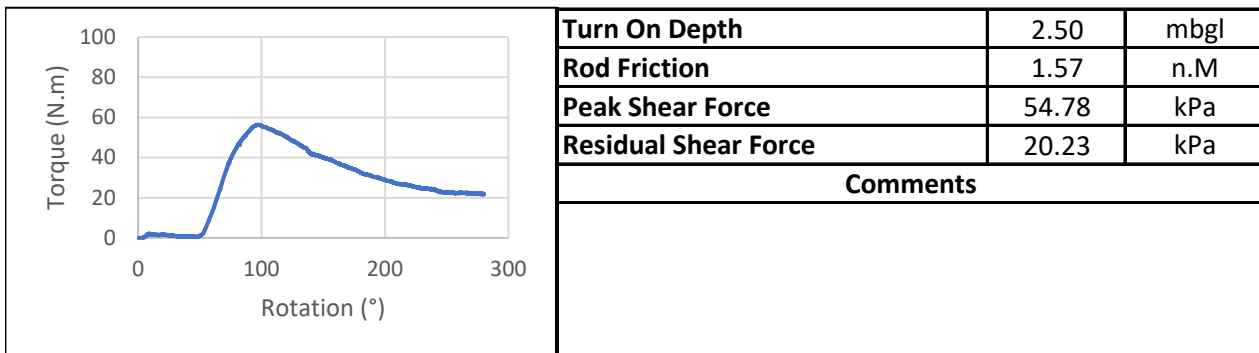 100
80
60
40
20
0
Torque (N.m)
0 100 200 300
Rotation (°)
Turn On Depth 2.50 mbgl
Rod Friction 1.57 n.M
Peak Shear Force 54.78 kPa
Residual Shear Force 20.23 kPa
Comments